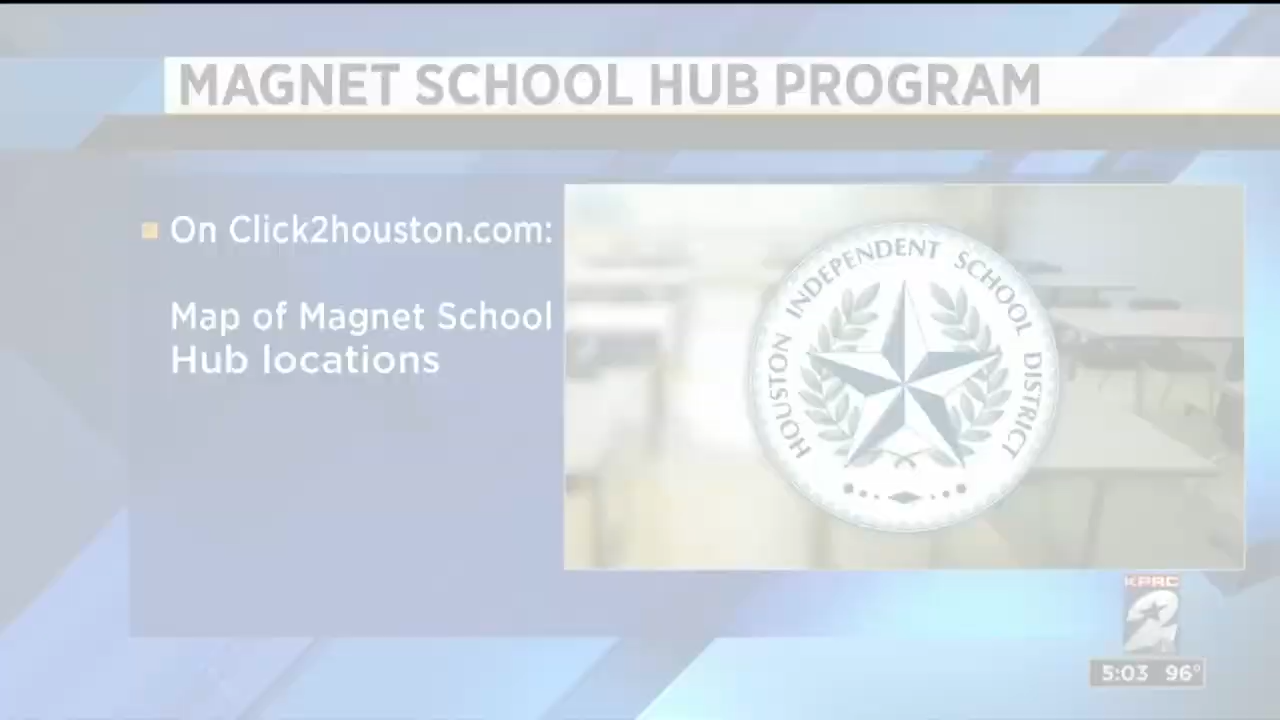 MAGNET SCHOOL HUB PROGRAM
On Click2houston.com:
Map of Magnet School
Hub locations
HOUSTON INDEPENDENT SCHOOL DISTRICT
KPRC
2
5:03 96°